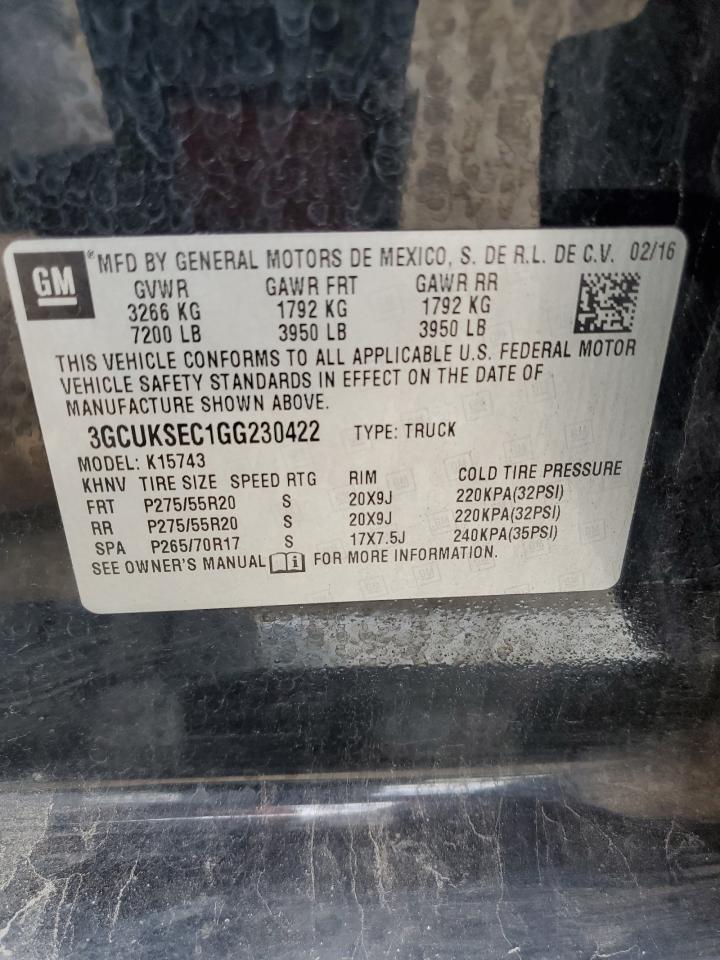 GM ® MFD BY GENERAL MOTORS DE MEXICO, S. DE R.L. DE C.V. 02/16
GVWR GAWR FRT GAWR RR
3266 KG 1792 KG 1792 KG
7200 LB 3950 LB 3950 LB
THIS VEHICLE CONFORMS TO ALL APPLICABLE U.S. FEDERAL MOTOR
VEHICLE SAFETY STANDARDS IN EFFECT ON THE DATE OF
MANUFACTURE SHOWN ABOVE.
3GCUKSEC1GG230422 TYPE: TRUCK
MODEL: K15743
KHNV TIRE SIZE SPEED RTG RIM COLD TIRE PRESSURE
FRT P275/55R20 S 20X9J 220KPA(32PSI)
RR P275/55R20 S 20X9J 220KPA(32PSI)
SPA P265/70R17 S 17X7.5J 240KPA(35PSI)
SEE OWNER'S MANUAL i FOR MORE INFORMATION.